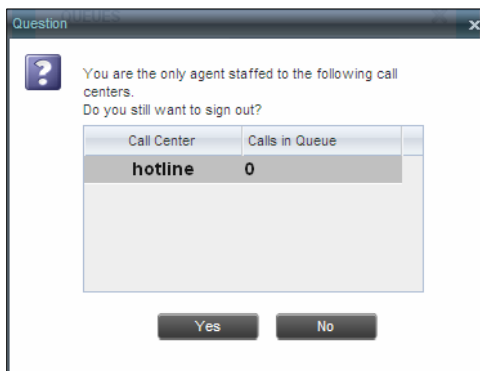 QUEUES
Question
You are the only agent staffed to the following call
centers.
Do you still want to sign out?
Call Center Calls in Queue
hotline 0
Yes No